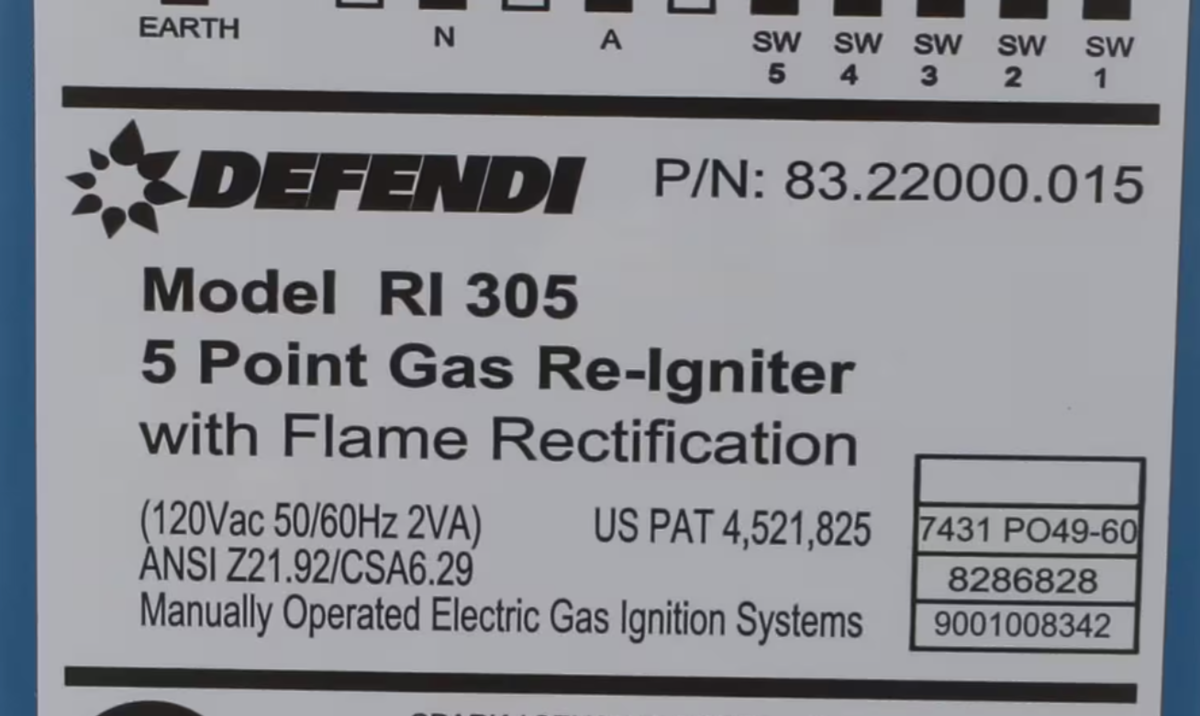 EARTH N A SW SW SW SW SW
5 4 3 2 1
DEFENDI P/N: 83.22000.015
Model RI 305
5 Point Gas Re-Igniter
with Flame Rectification
(120Vac 50/60Hz 2VA) US PAT 4,521,825
ANSI Z21.92/CSA6.29
Manually Operated Electric Gas Ignition Systems
7431 PO49-60
8286828
9001008342